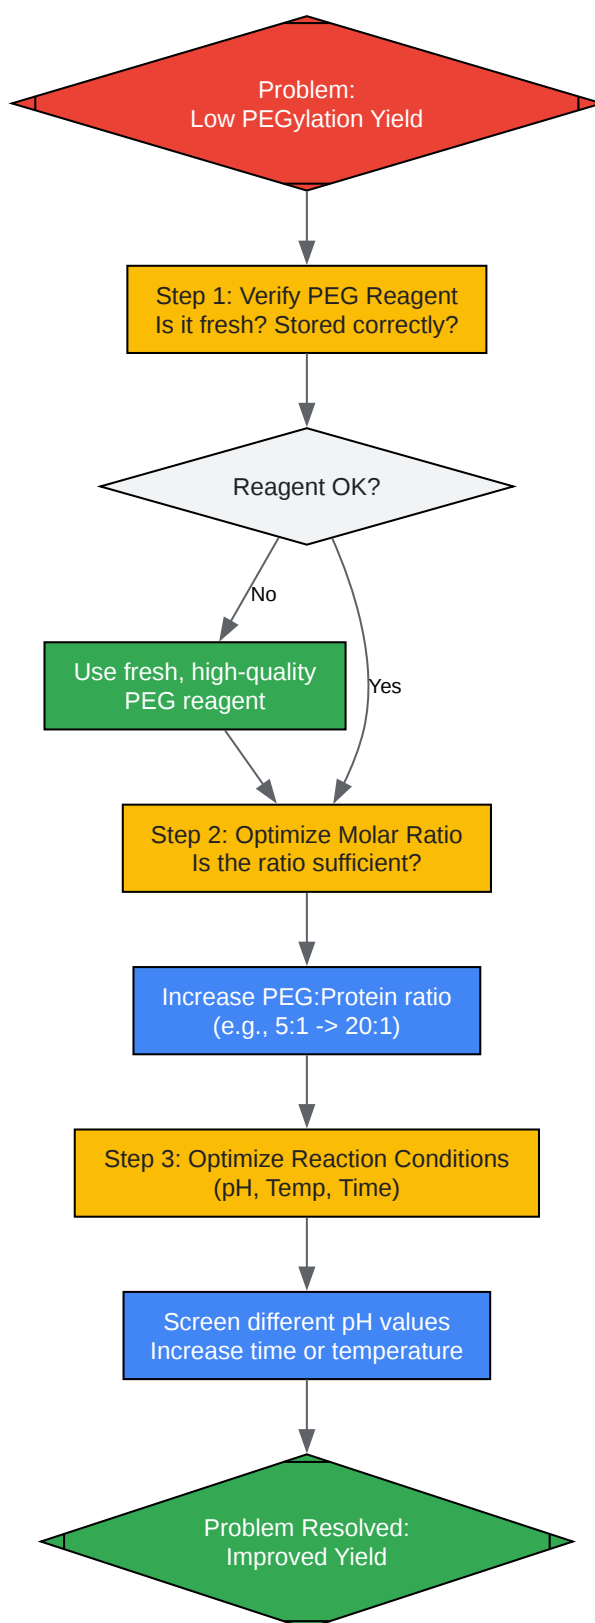 Problem:
Low PEGylation Yield
Step 1: Verify PEG Reagent
Is it fresh? Stored correctly?
Reagent OK?
No
Use fresh, high-quality
PEG reagent
Yes
Step 2: Optimize Molar Ratio
Is the ratio sufficient?
Increase PEG:Protein ratio
(e.g., 5:1 -> 20:1)
Step 3: Optimize Reaction Conditions
(pH, Temp, Time)
Screen different pH values
Increase time or temperature
Problem Resolved:
Improved Yield